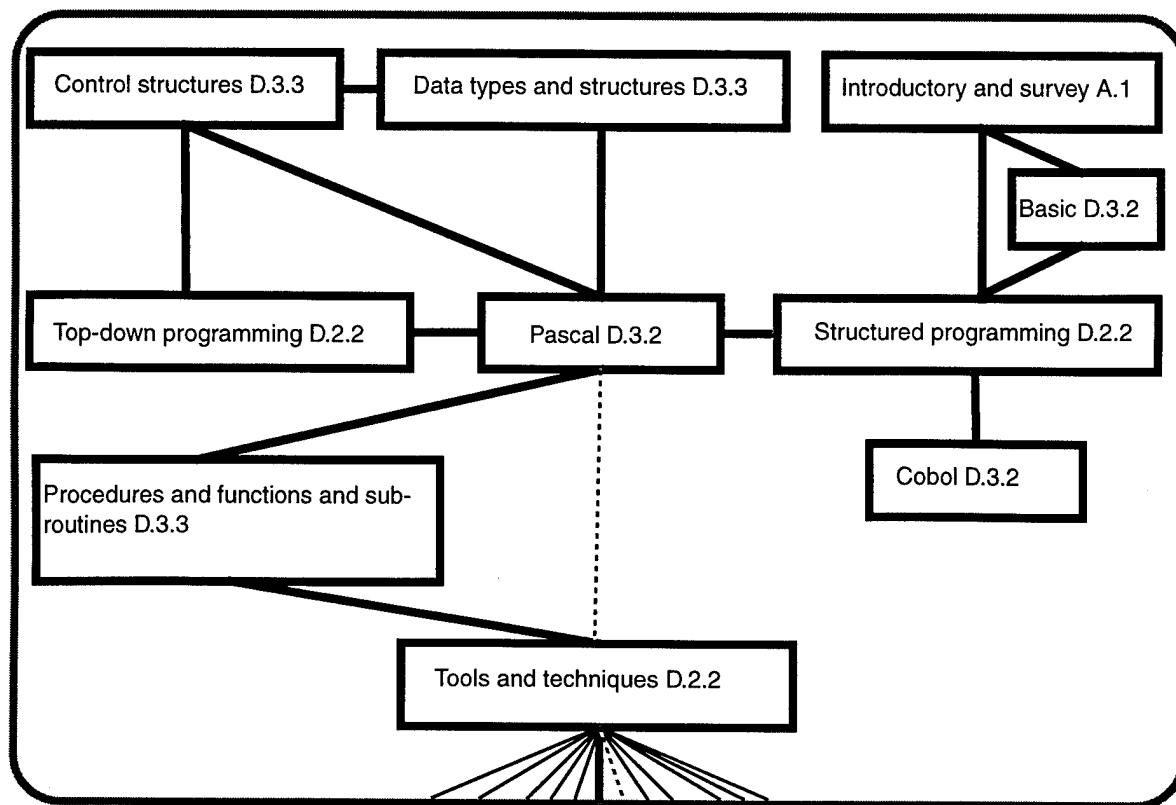 Control structures D.3.3
Data types and structures D.3.3
Introductory and survey A.1
Basic D.3.2
Top-down programming D.2.2
Pascal D.3.2
Structured programming D.2.2
Cobol D.3.2
Procedures and functions and sub-
routines D.3.3
Tools and techniques D.2.2